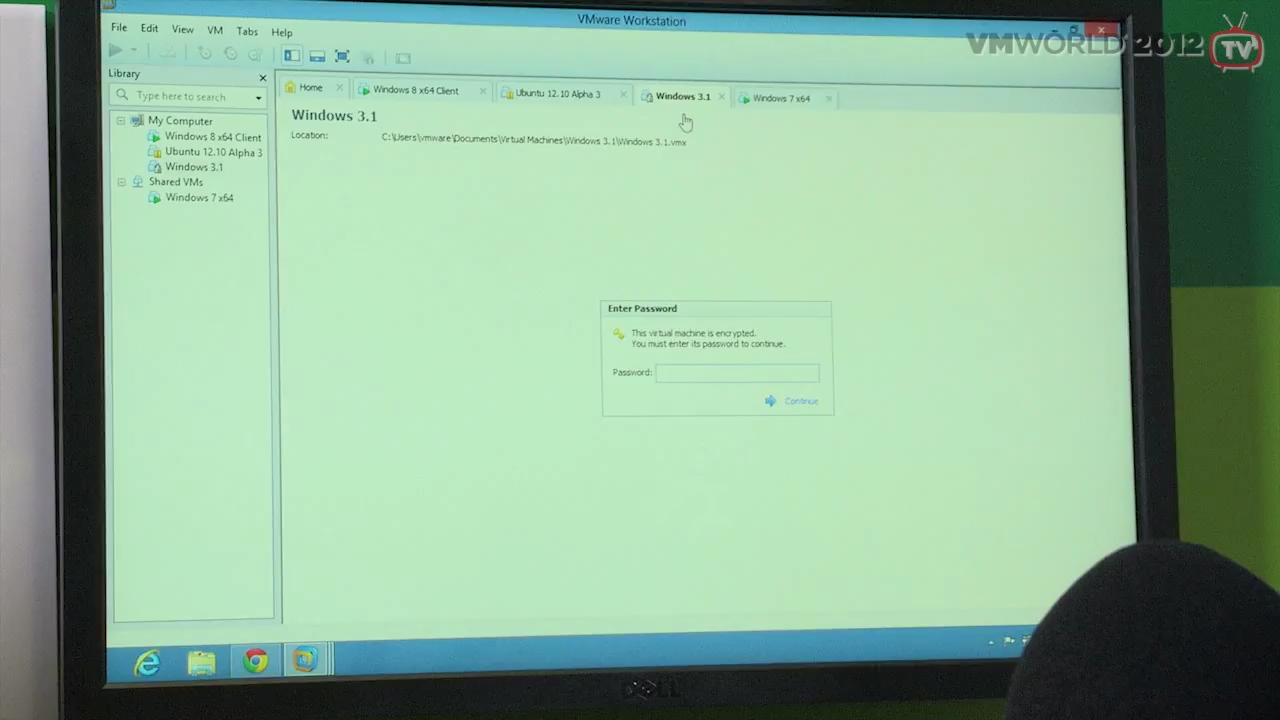 VMware Workstation
VMWORLD 2012 TV
File Edit View VM Tabs Help
Library
Type here to search
Home
Windows 8 x64 Client
Ubuntu 12.10 Alpha 3
Windows 3.1
Windows 7 x64
My Computer
Windows 8 x64 Client
Ubuntu 12.10 Alpha 3
Windows 3.1
Shared VMs
Windows 7 x64
Windows 3.1
Location: C:\Users\vmware\Documents\Virtual Machines\Windows 3.1\Windows 3.1.vmx
Enter Password
This virtual machine is encrypted.
You must enter its password to continue.
Password:
Continue
DELL